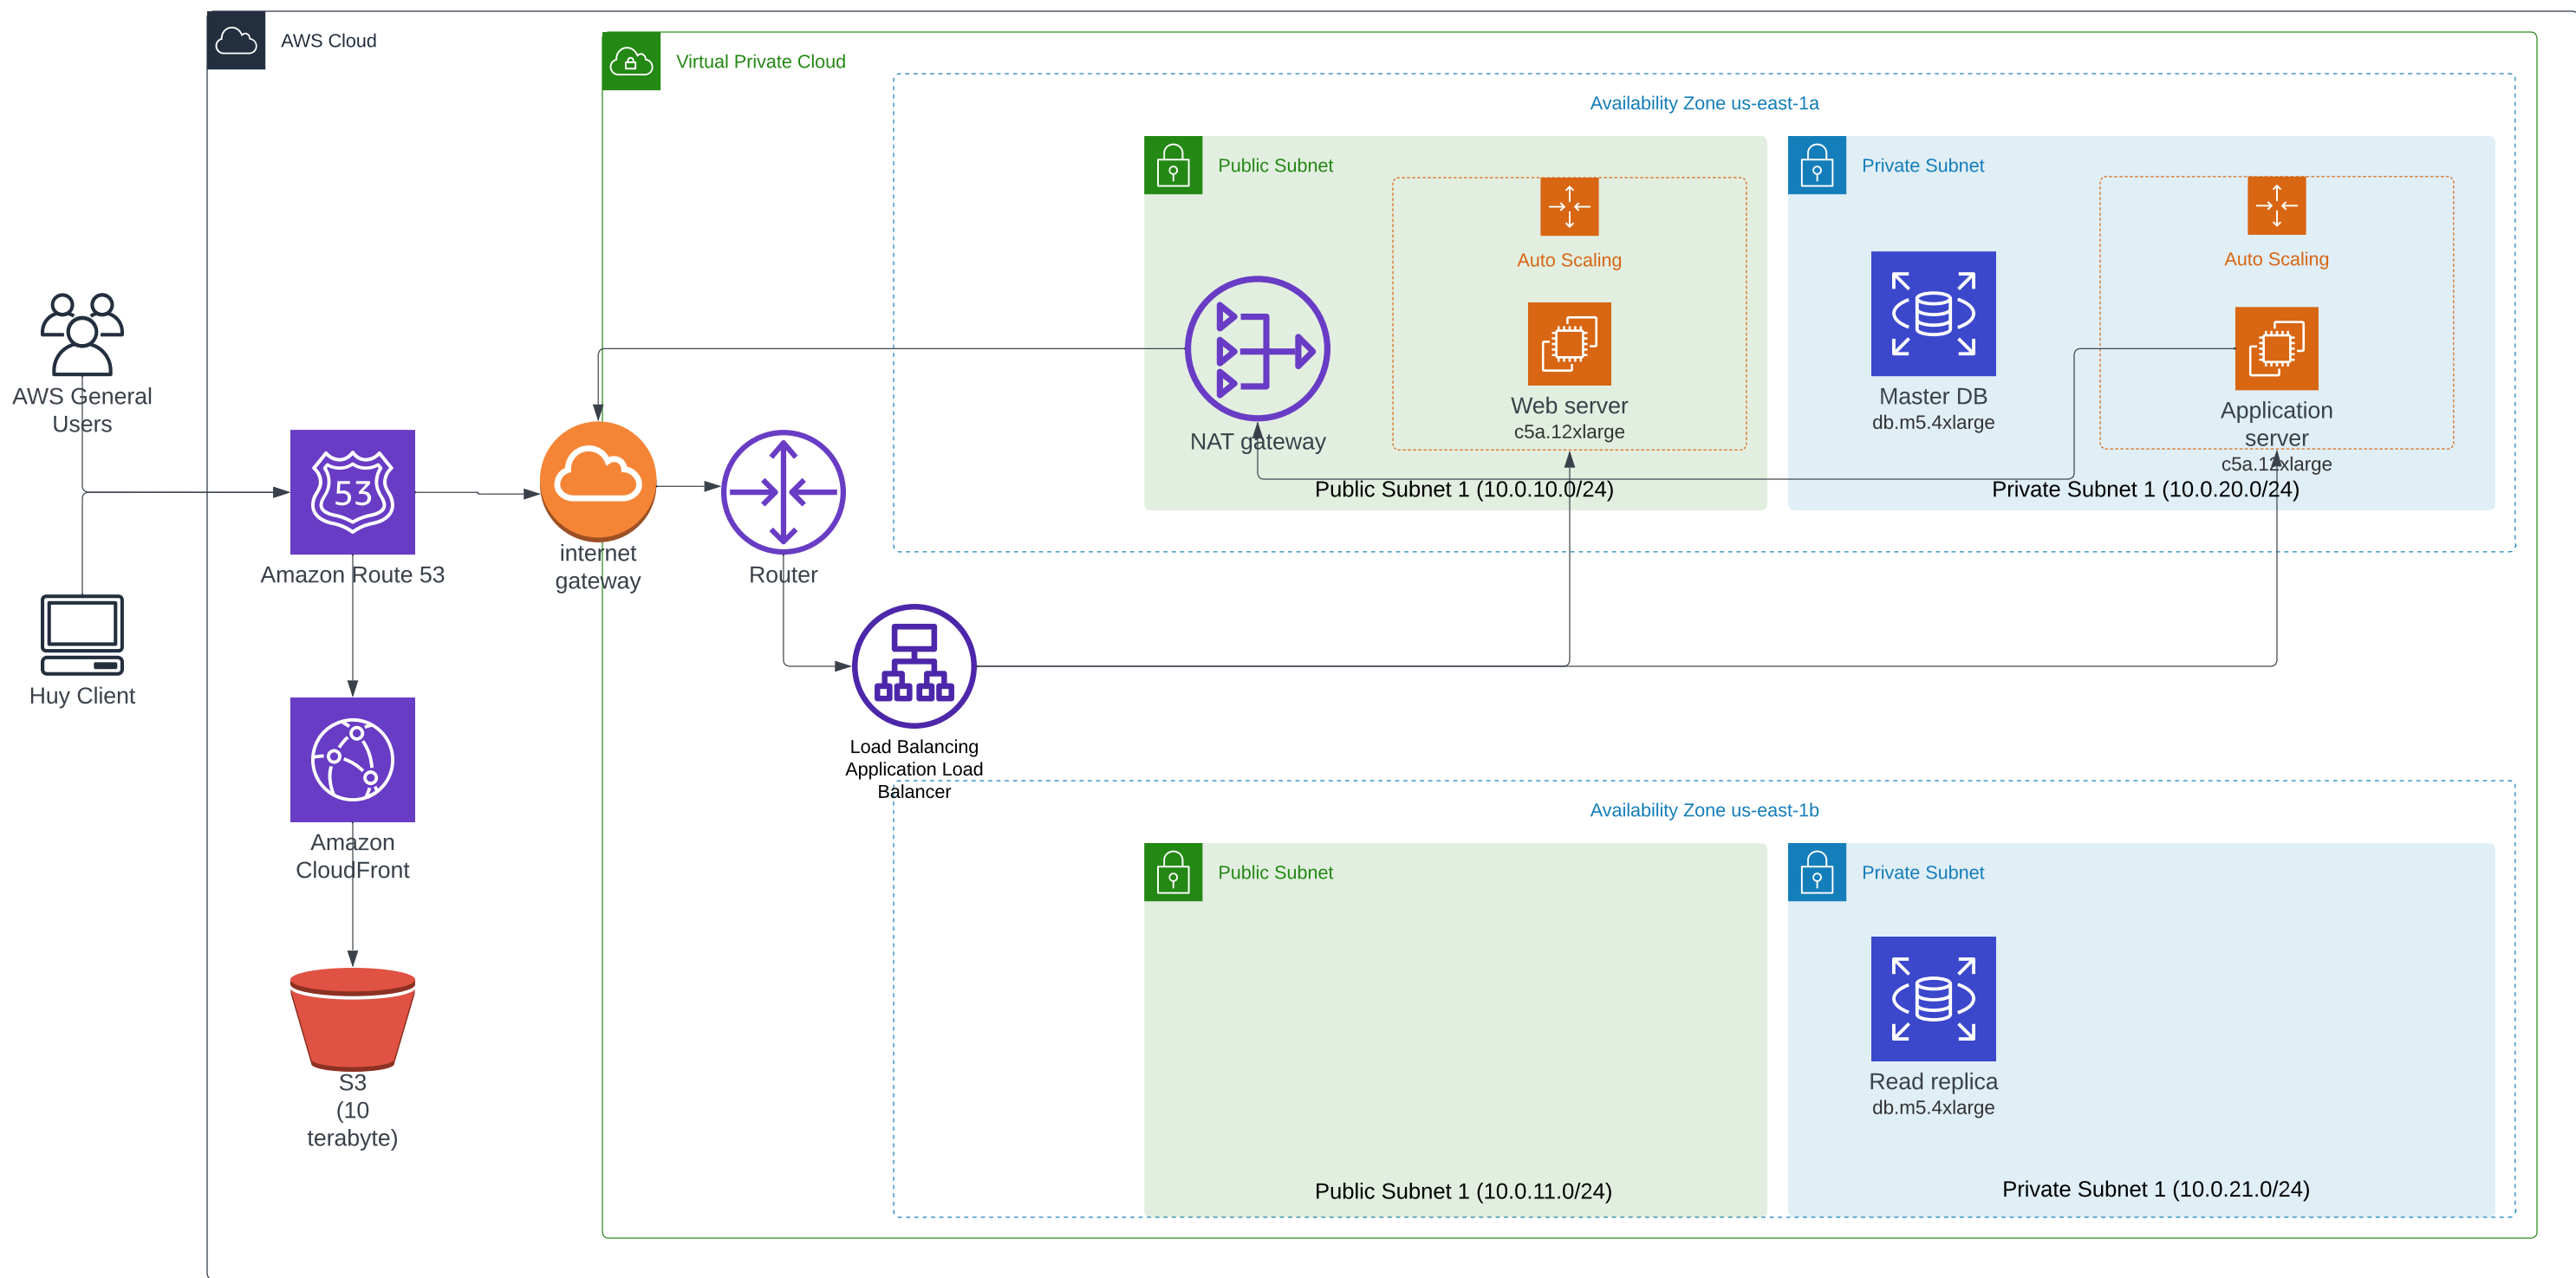 AWS Cloud
Virtual Private Cloud
Availability Zone us-east-1a
Public Subnet
Private Subnet
Auto Scaling
Auto Scaling
AWS General
Users
Master DB
db.m5.4xlarge
Web server
c5a.12xlarge
Application
server
c5a.12xlarge
NAT gateway
Public Subnet 1 (10.0.10.0/24)
Private Subnet 1 (10.0.20.0/24)
53
Amazon Route 53
internet
gateway
Router
Huy Client
Load Balancing
Application Load
Balancer
Availability Zone us-east-1b
Amazon
CloudFront
Public Subnet
Private Subnet
S3
(10
terabyte)
Read replica
db.m5.4xlarge
Public Subnet 1 (10.0.11.0/24)
Private Subnet 1 (10.0.21.0/24)